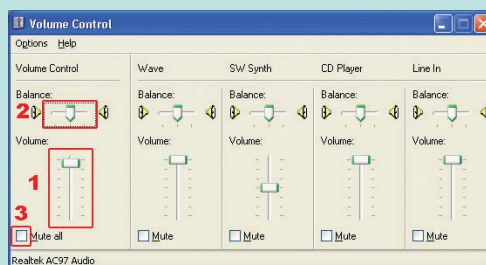 Volume Control
Options Help
Volume Control Wave SW Synth CD Player Line In
Balance: Balance: Balance: Balance: Balance:
2
Volume: Volume: Volume: Volume: Volume:
1
3
Mute all Mute Mute Mute Mute
Realtek AC97 Audio